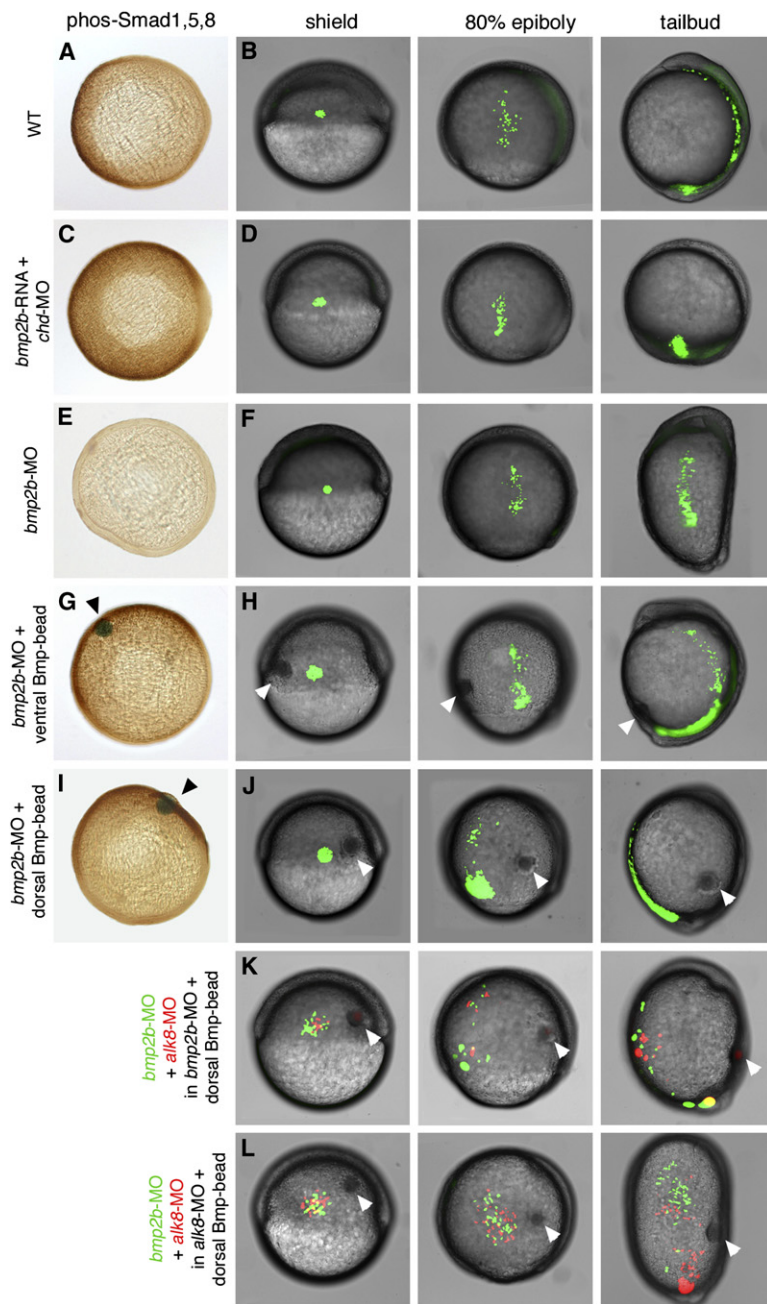 phos-Smad1,5,8 shield 80% epiboly tailbud
WT
A
B
bmp2b-RNA +
chd-MO
C
D
bmp2b-MO
E
F
bmp2b-MO +
ventral Bmp-bead
G
H
bmp2b-MO +
dorsal Bmp-bead
I
J
bmp2b-MO
+ alk8-MO
in bmp2b-MO +
dorsal Bmp-bead
K
bmp2b-MO
+ alk8-MO
in alk8-MO +
dorsal Bmp-bead
L